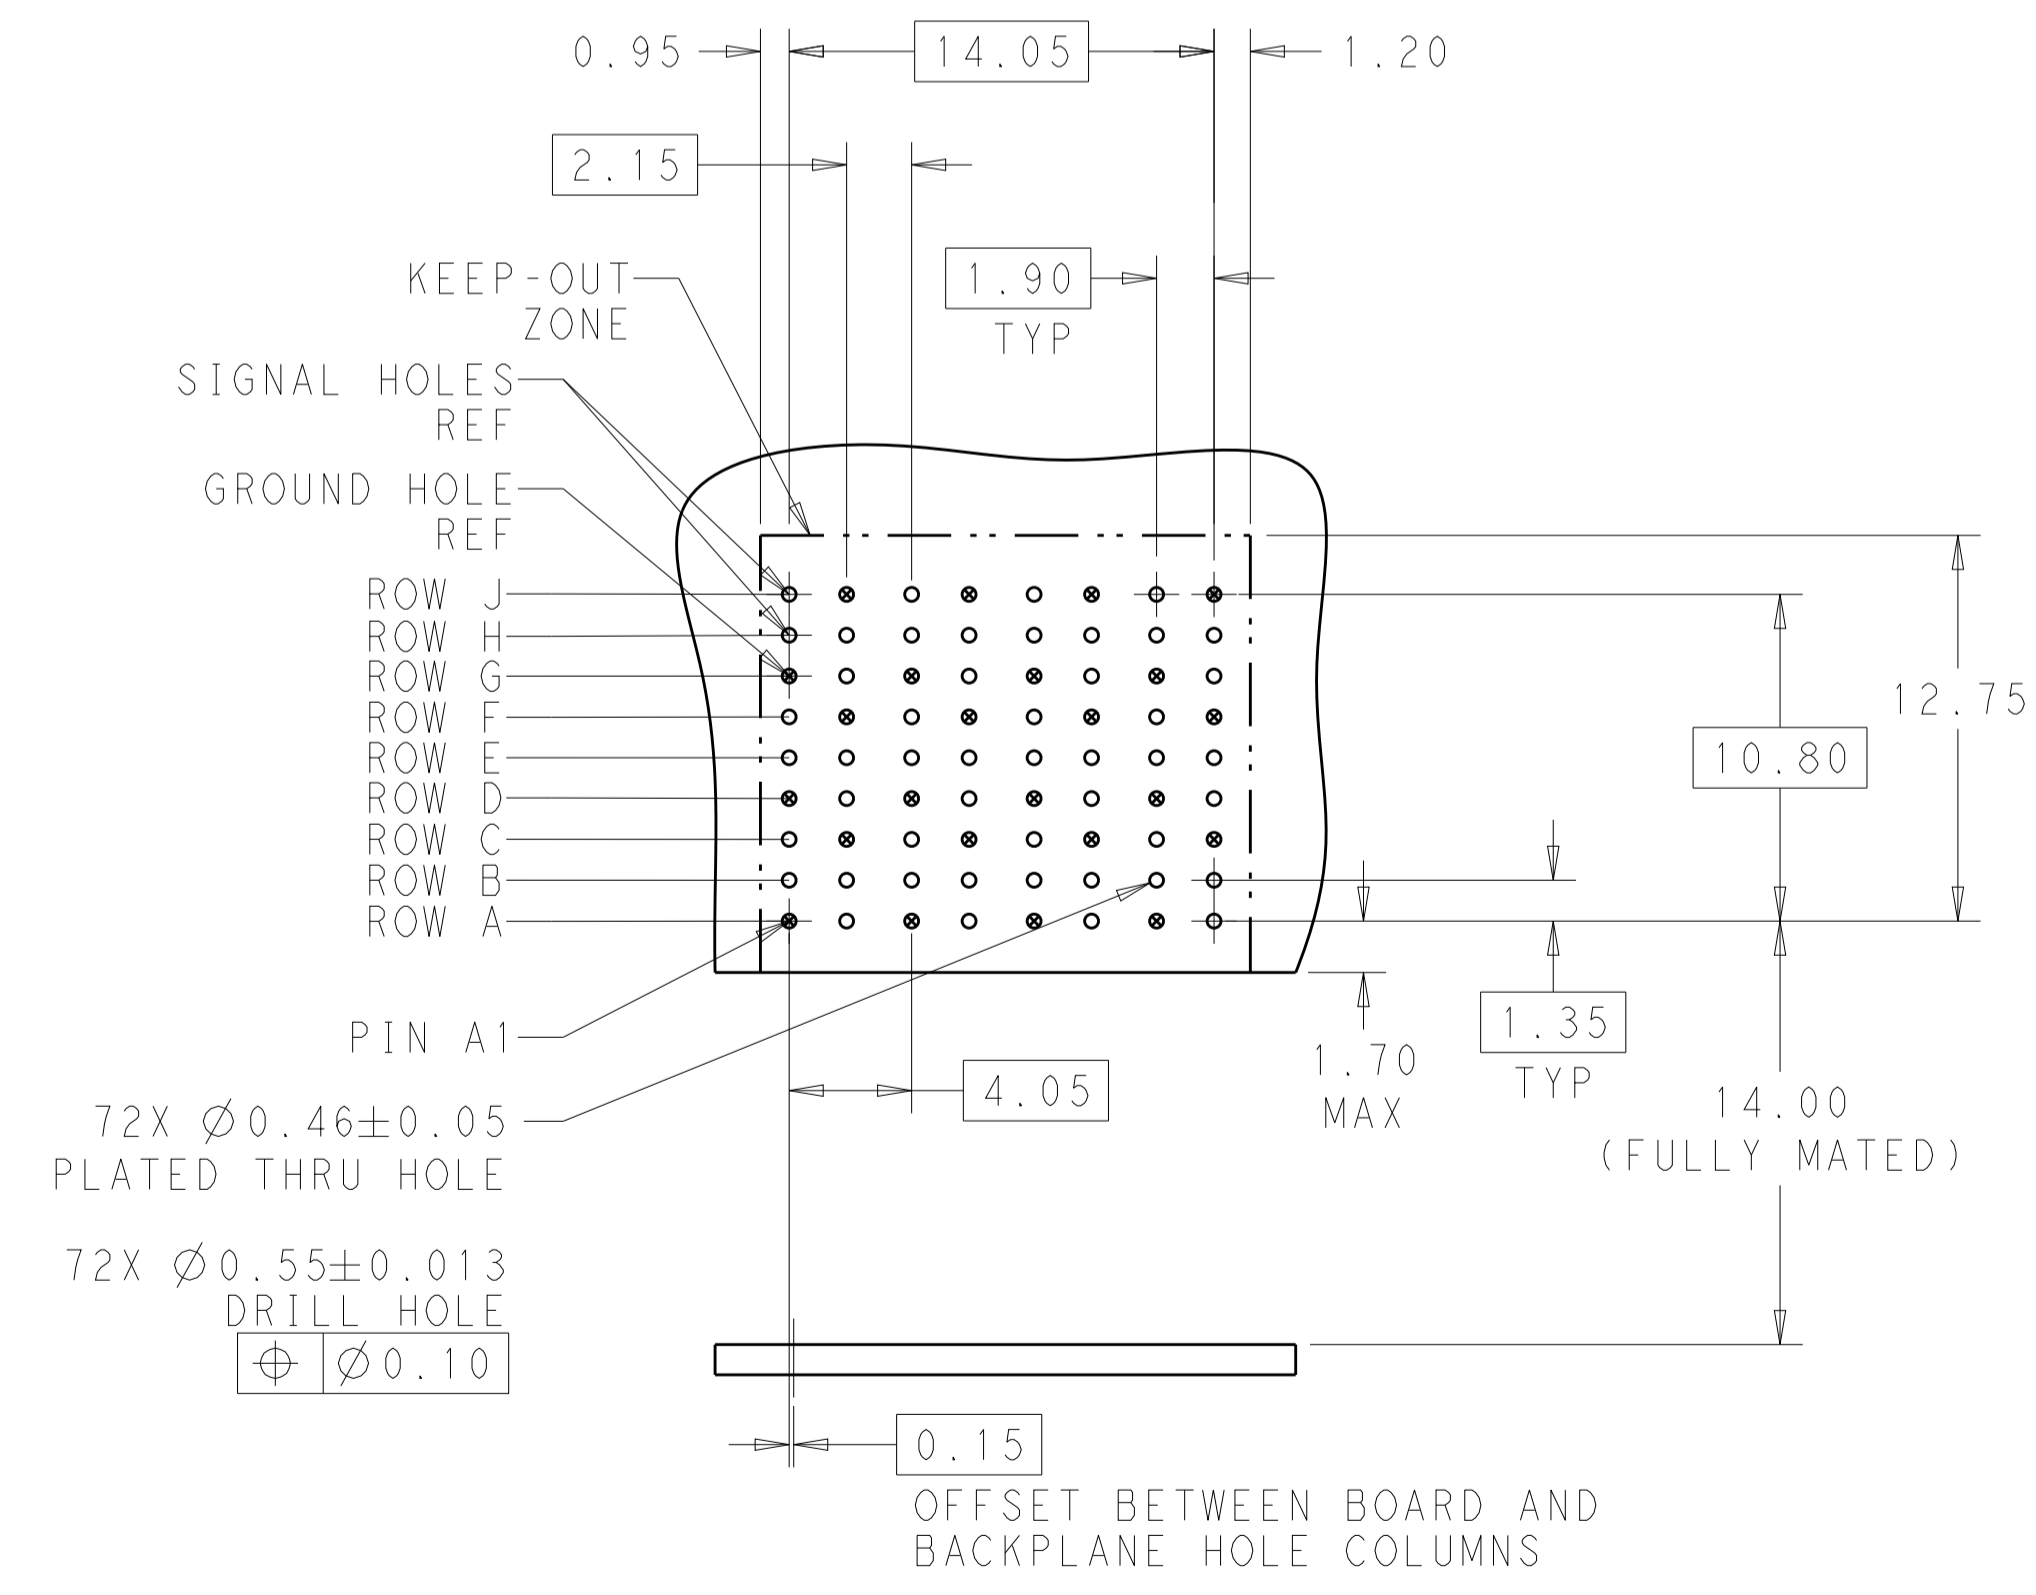 0.95
14.05
1.20
2.15
1.90
TYP
KEEP-OUT
ZONE
SIGNAL HOLES
REF
GROUND HOLE
REF
ROW J
ROW H
ROW G
ROW F
ROW E
ROW D
ROW C
ROW B
ROW A
12.75
10.80
PIN A1
4.05
1.70
MAX
1.35
TYP
14.00
(FULLY MATED)
72X Ø0.46±0.05
PLATED THRU HOLE
72X Ø0.55±0.013
DRILL HOLE
⌖ Ø0.10
0.15
OFFSET BETWEEN BOARD AND
BACKPLANE HOLE COLUMNS